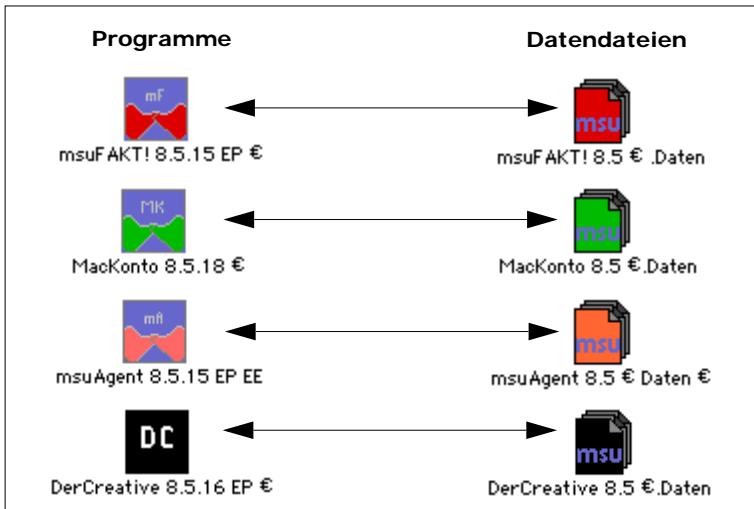 Programme Datendateien
mF msu
msuFAKT! 8.5.15 EP € msuFAKT! 8.5 € .Daten
MK msu
MacKonto 8.5.18 € MacKonto 8.5 €.Daten
mA msu
msuAgent 8.5.15 EP EE msuAgent 8.5 € Daten €
DC msu
DerCreative 8.5.16 EP € DerCreative 8.5 €.Daten